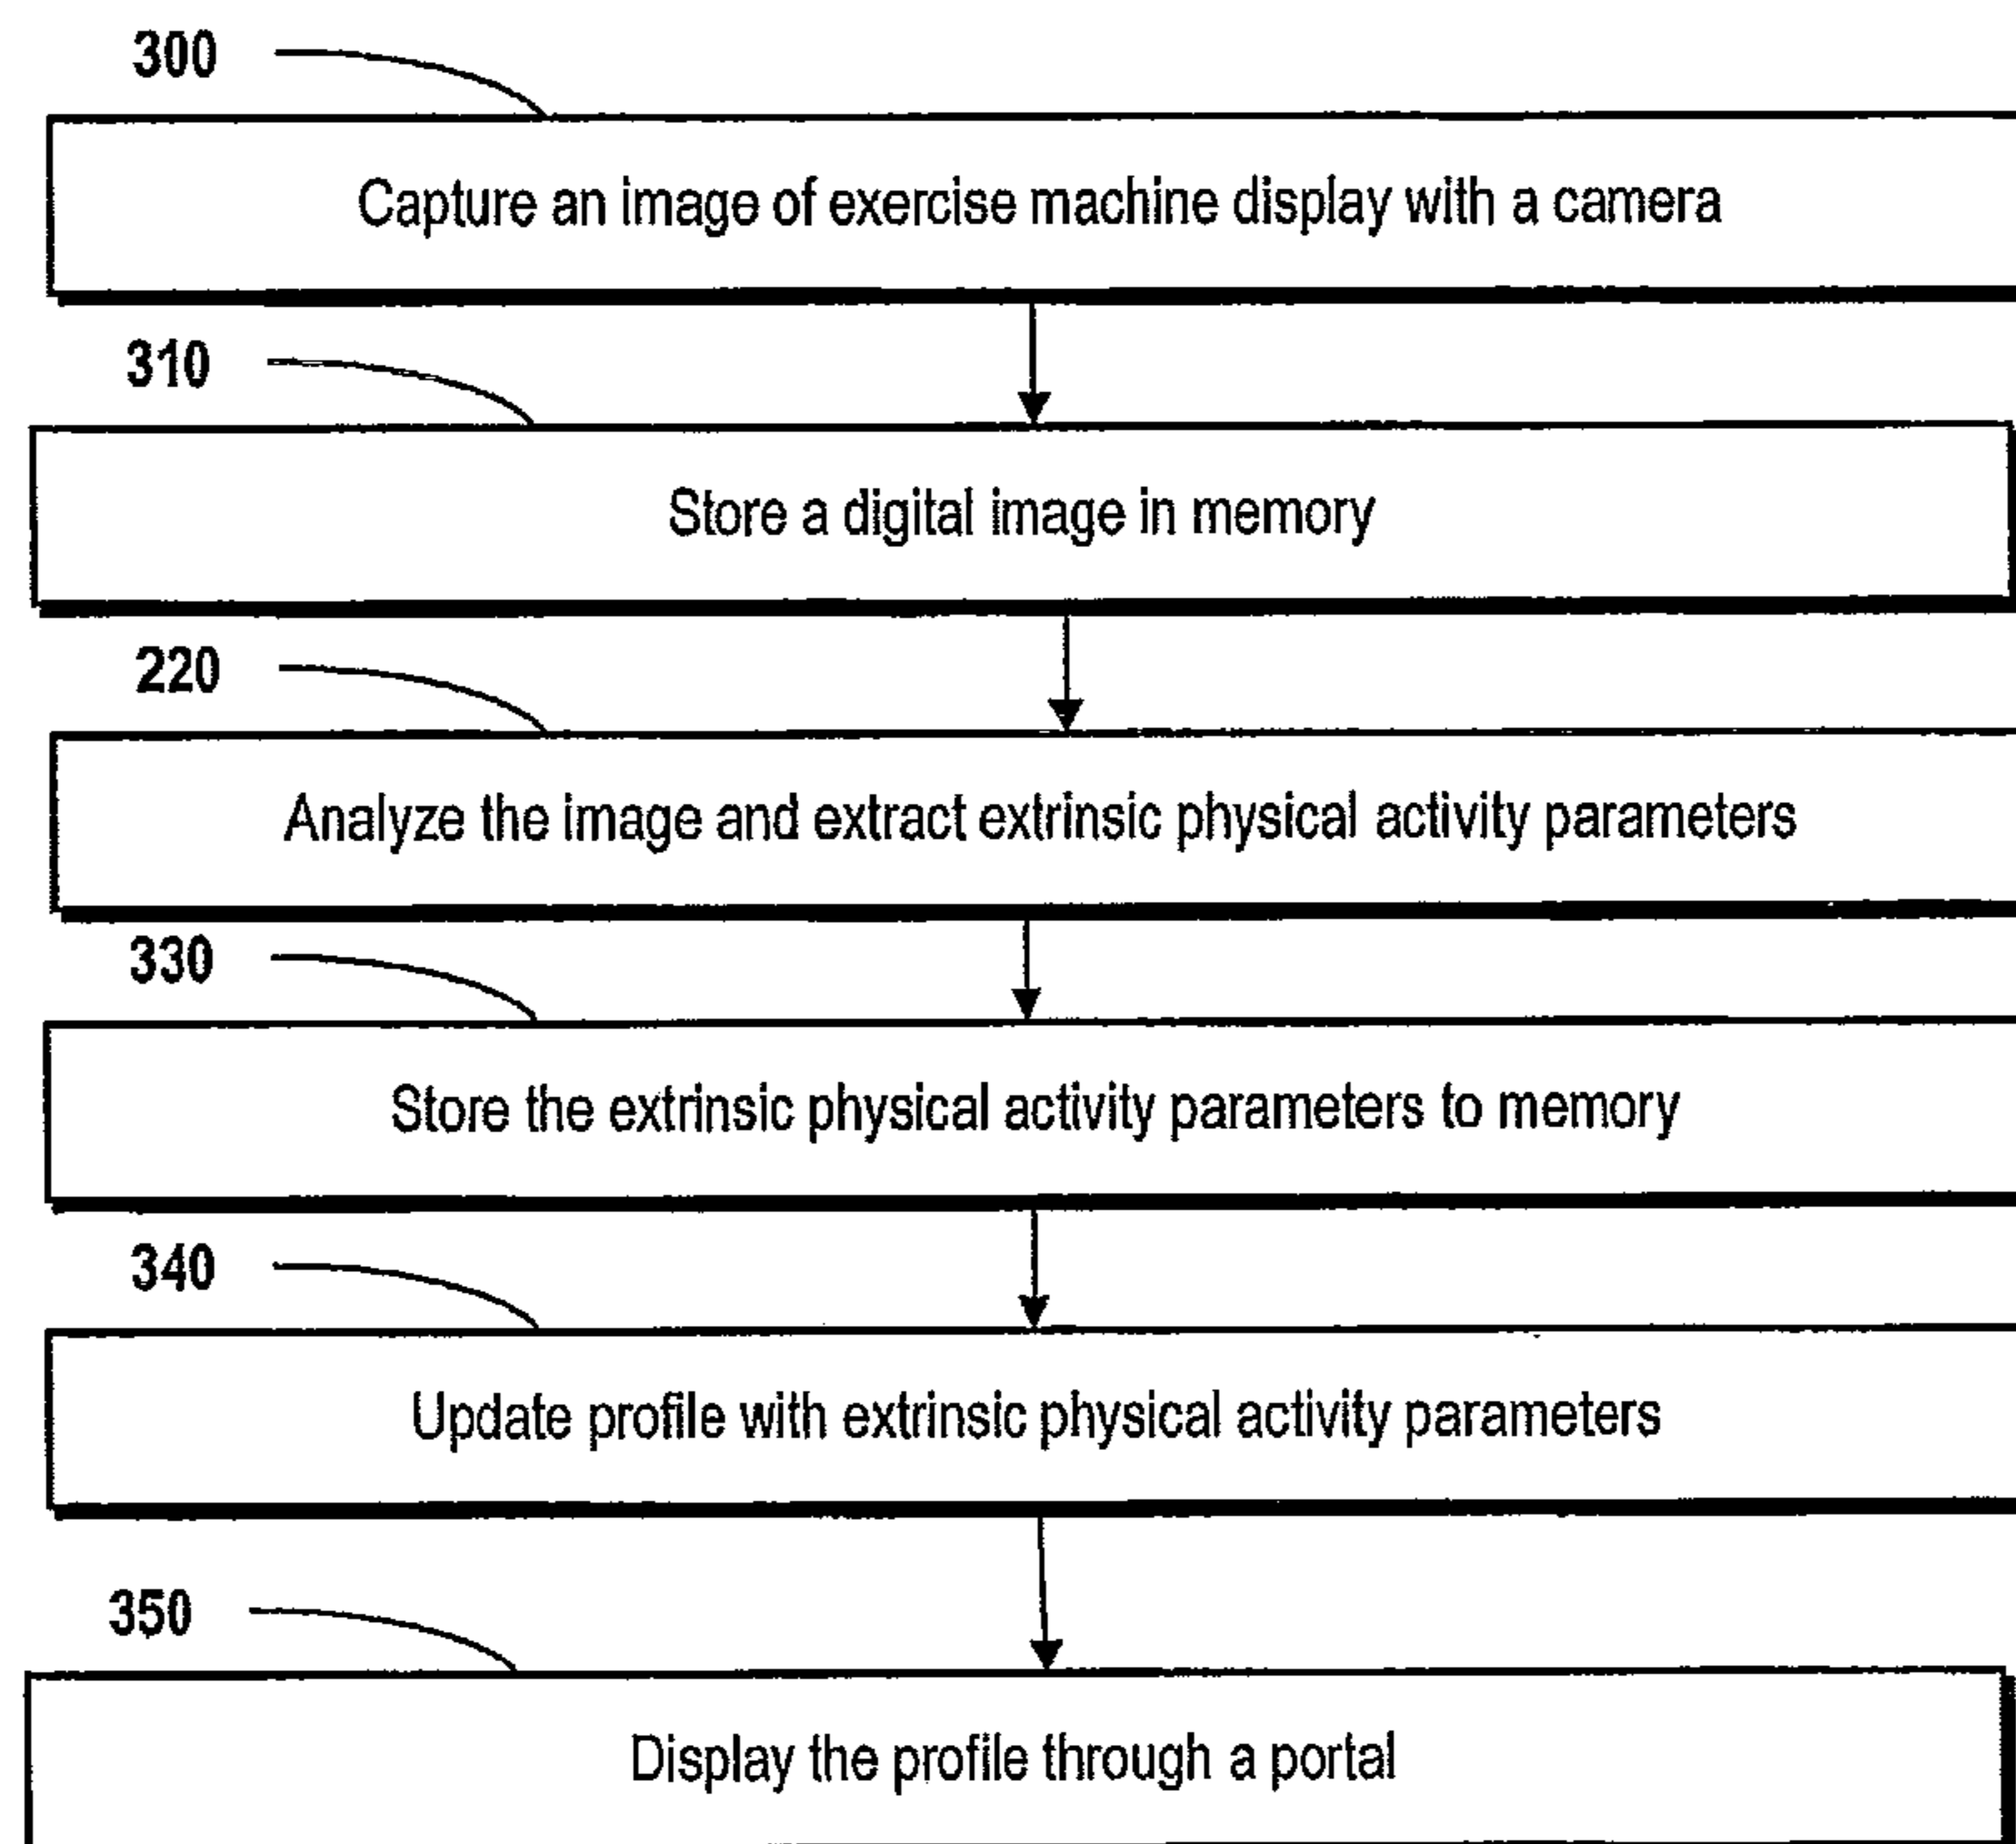 300
Capture an image of exercise machine display with a camera
310
Store a digital image in memory
220
Analyze the image and extract extrinsic physical activity parameters
330
Store the extrinsic physical activity parameters to memory
340
Update profile with extrinsic physical activity parameters
350
Display the profile through a portal